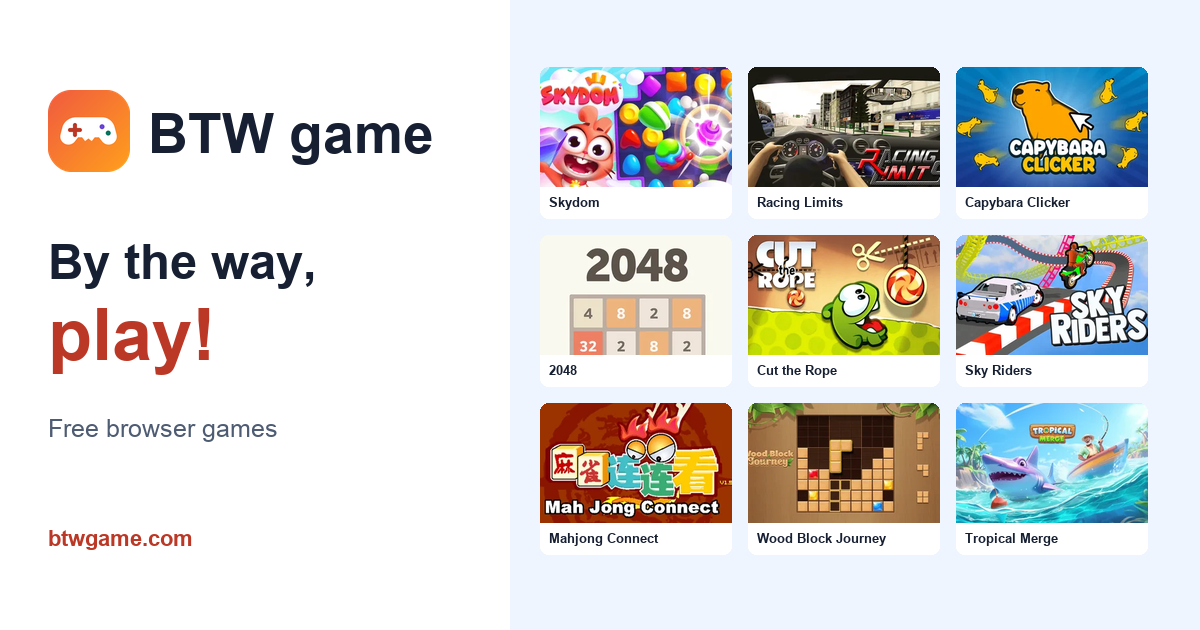 BTW game
By the way,
play!
Free browser games
btwgame.com
SKYDOM
Skydom
RACING
LIMITS
Racing Limits
CAPYBARA
CLICKER
Capybara Clicker
2048
4 8 2 8
32 2 8 2
2048
CUT
the
ROPE
Cut the Rope
SKY
RIDERS
Sky Riders
麻雀连连看
V1.5
Mah Jong Connect
Mahjong Connect
Wood Block
Journey
Wood Block Journey
TROPICAL
MERGE
Tropical Merge